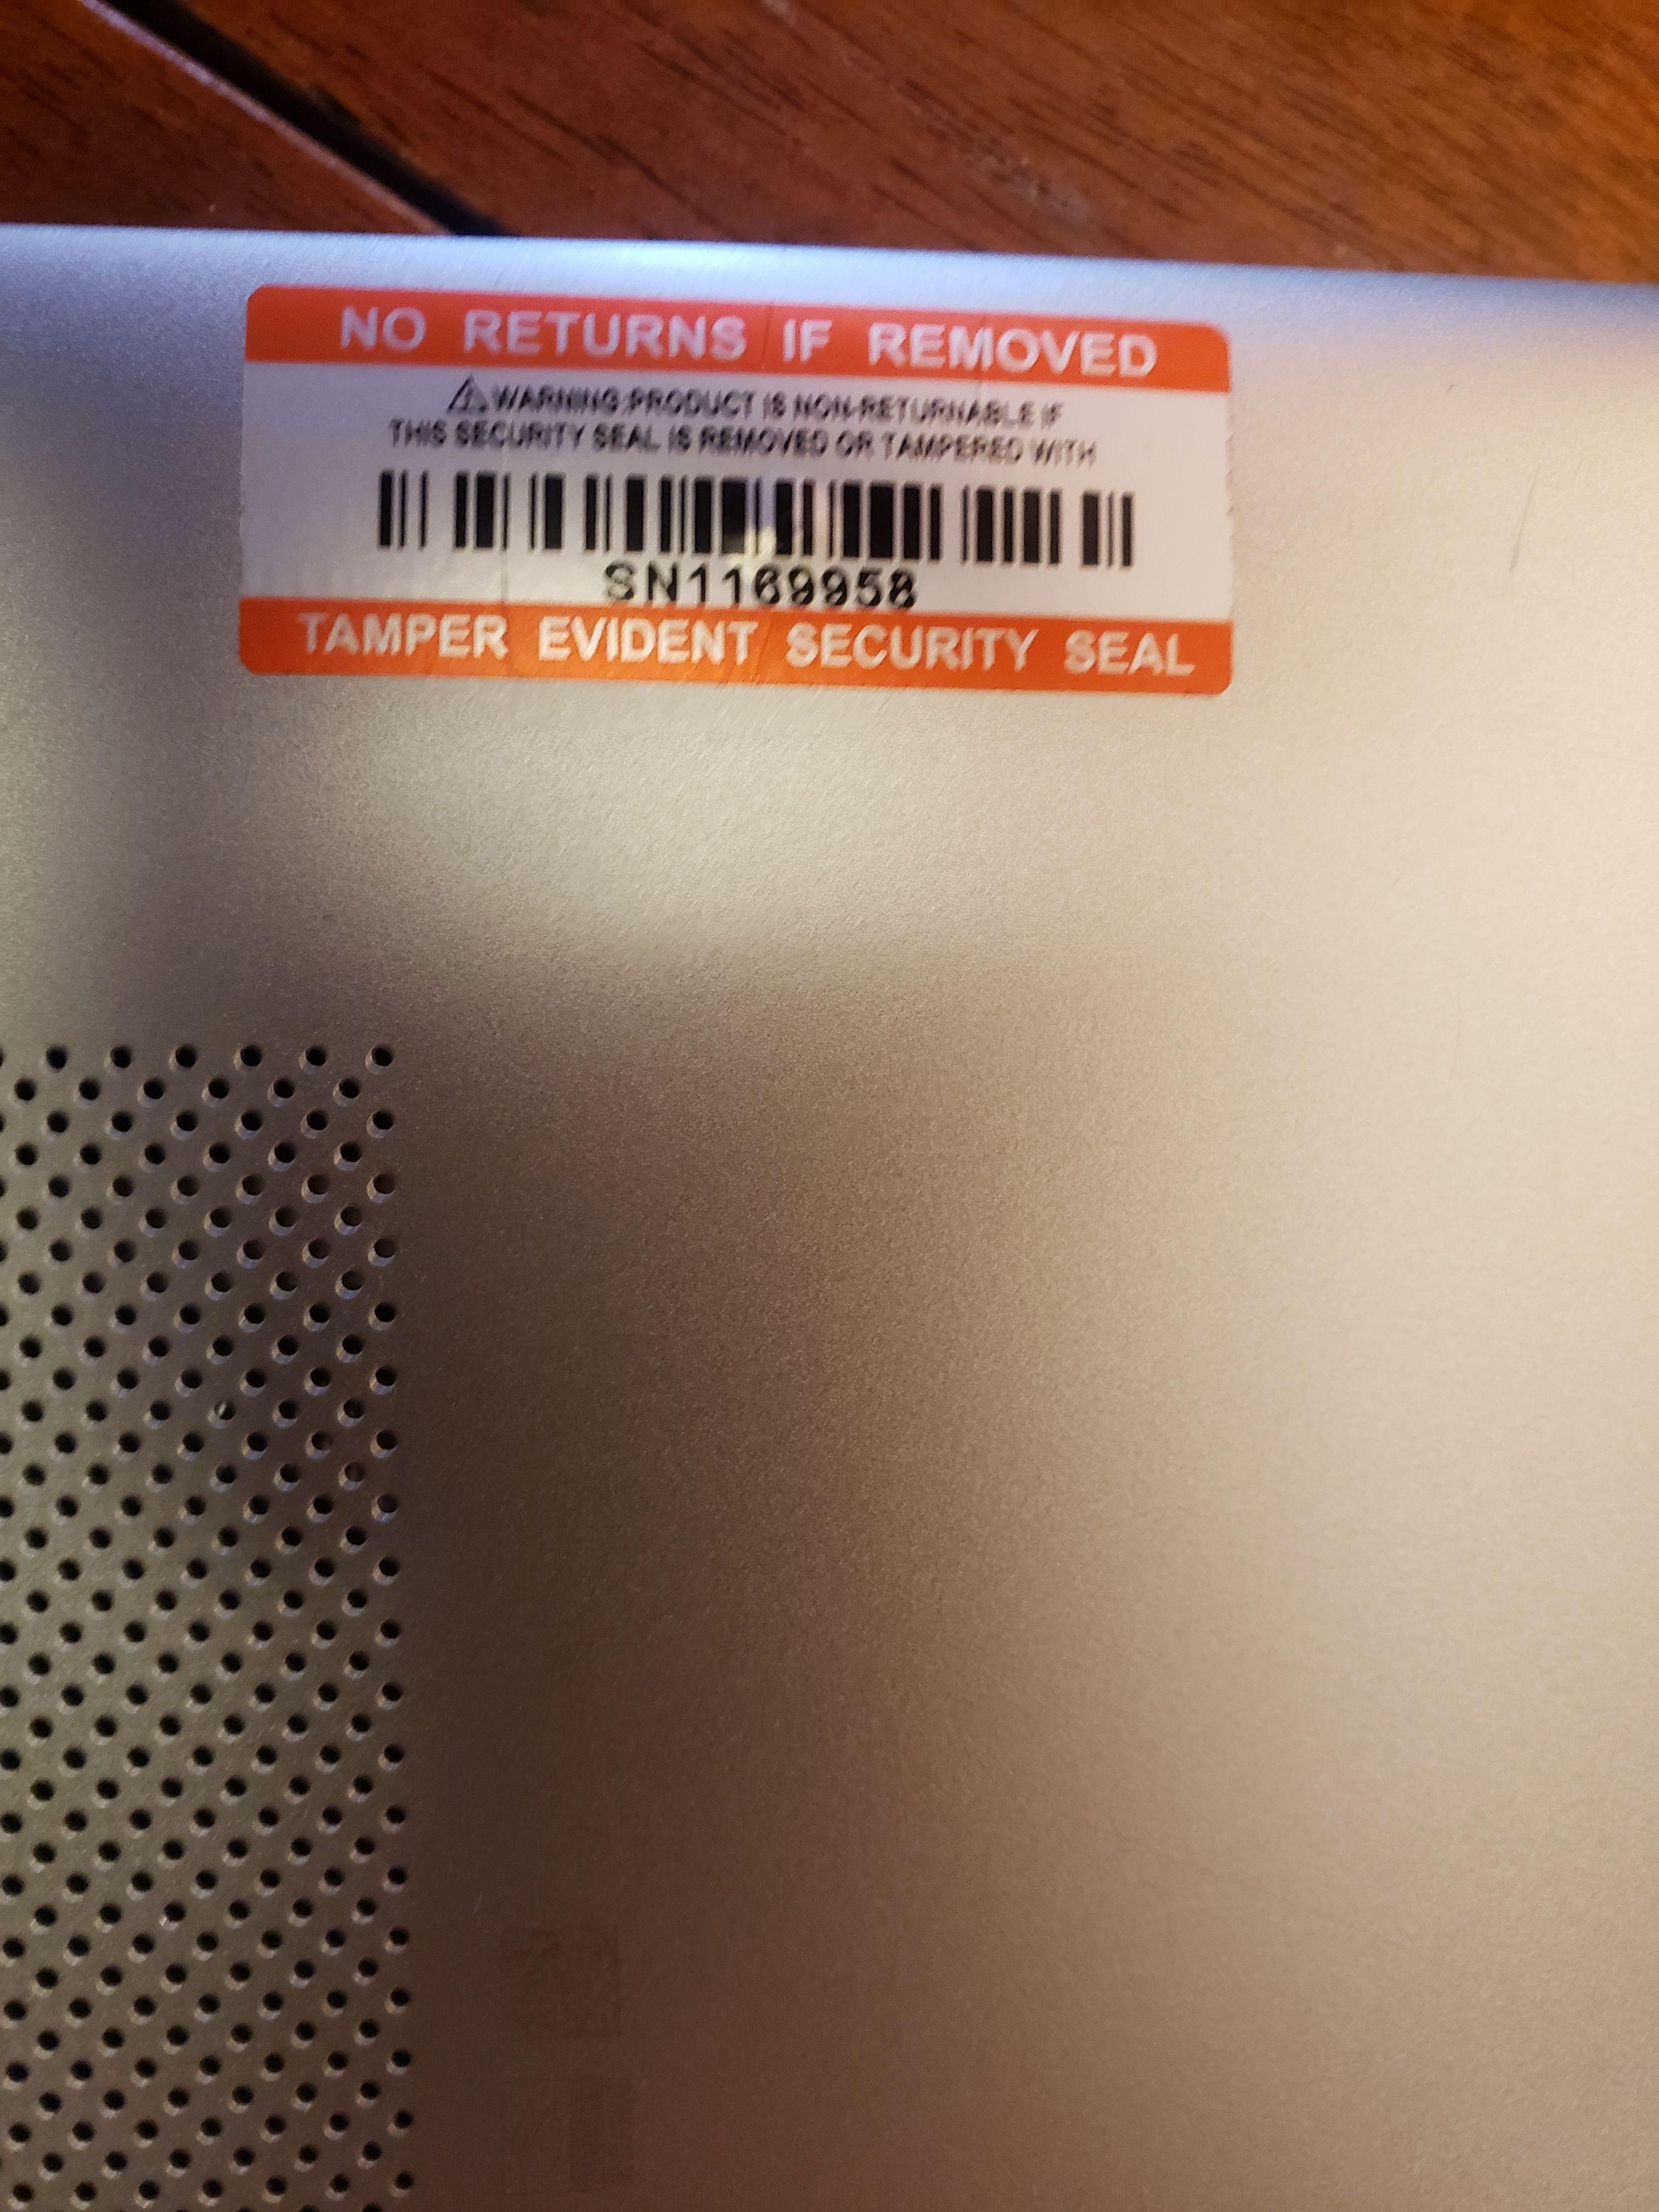 NO RETURNS IF REMOVED
WARNING:PRODUCT IS NON-RETURNABLE IF
THIS SECURITY SEAL IS REMOVED OR TAMPERED WITH
SN1169958
TAMPER EVIDENT SECURITY SEAL